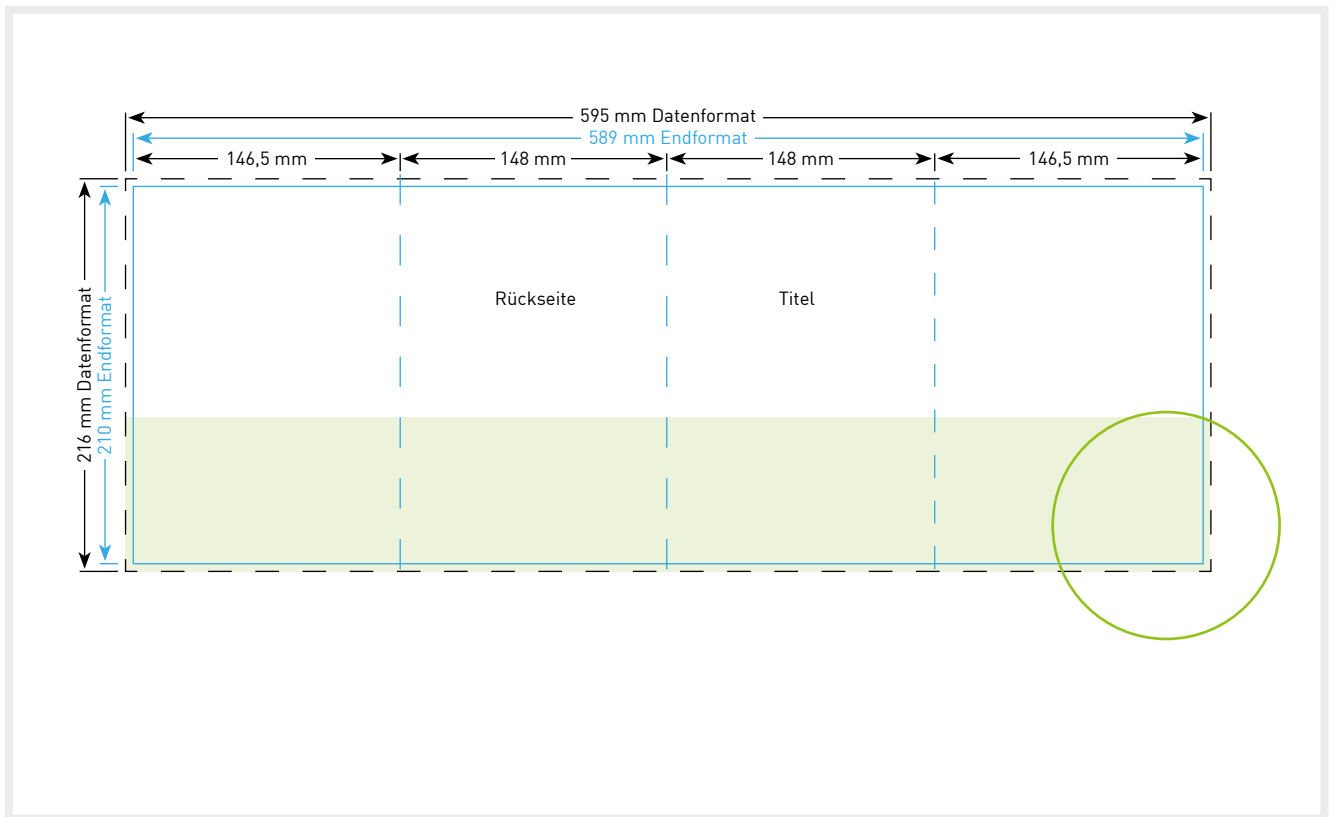 595 mm Datenformat
589 mm Endformat
146,5 mm
148 mm
148 mm
146,5 mm
216 mm Datenformat
210 mm Endformat
Rückseite
Titel